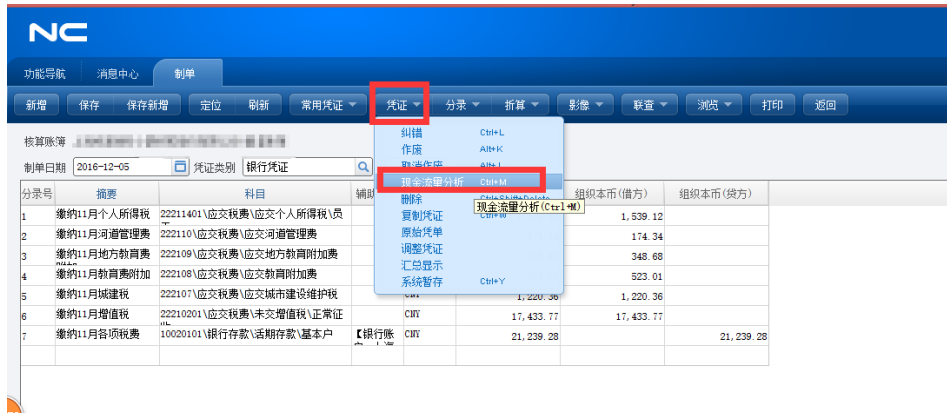 NC
功能导航 消息中心 制单
新增 保存 保存新增 定位 刷新 常用凭证 凭证 分录 折算 影像 联查 浏览 打印 返回
核算账簿
制单日期 2016-12-05 凭证类别 银行凭证
纠错 Ctrl+L
作废 Alt+K
取消作废 Alt+L
现金流量分析 Ctrl+M
删除 Ctrl+Shift+Delete
现金流量分析(Ctrl+M)
复制凭证 Ctrl+W
原始凭单
调整凭证
汇总显示
系统暂存 Ctrl+Y
分录号 摘要 科目 辅助 组织本币(借方) 组织本币(贷方)
1 缴纳11月个人所得税 22211401\应交税费\应交个人所得税\员 1,539.12
2 缴纳11月河道管理费 222110\应交税费\应交河道管理费 174.34
3 缴纳11月地方教育费 222109\应交税费\应交地方教育附加费 348.68
4 缴纳11月教育费附加 222108\应交税费\应交教育附加费 523.01
5 缴纳11月城建税 222107\应交税费\应交城市建设维护税 CNY 1,220.36 1,220.36
6 缴纳11月增值税 22210201\应交税费\未交增值税\正常征 CNY 17,433.77 17,433.77
7 缴纳11月各项税费 10020101\银行存款\活期存款\基本户 【银行账 CNY 21,239.28 21,239.28